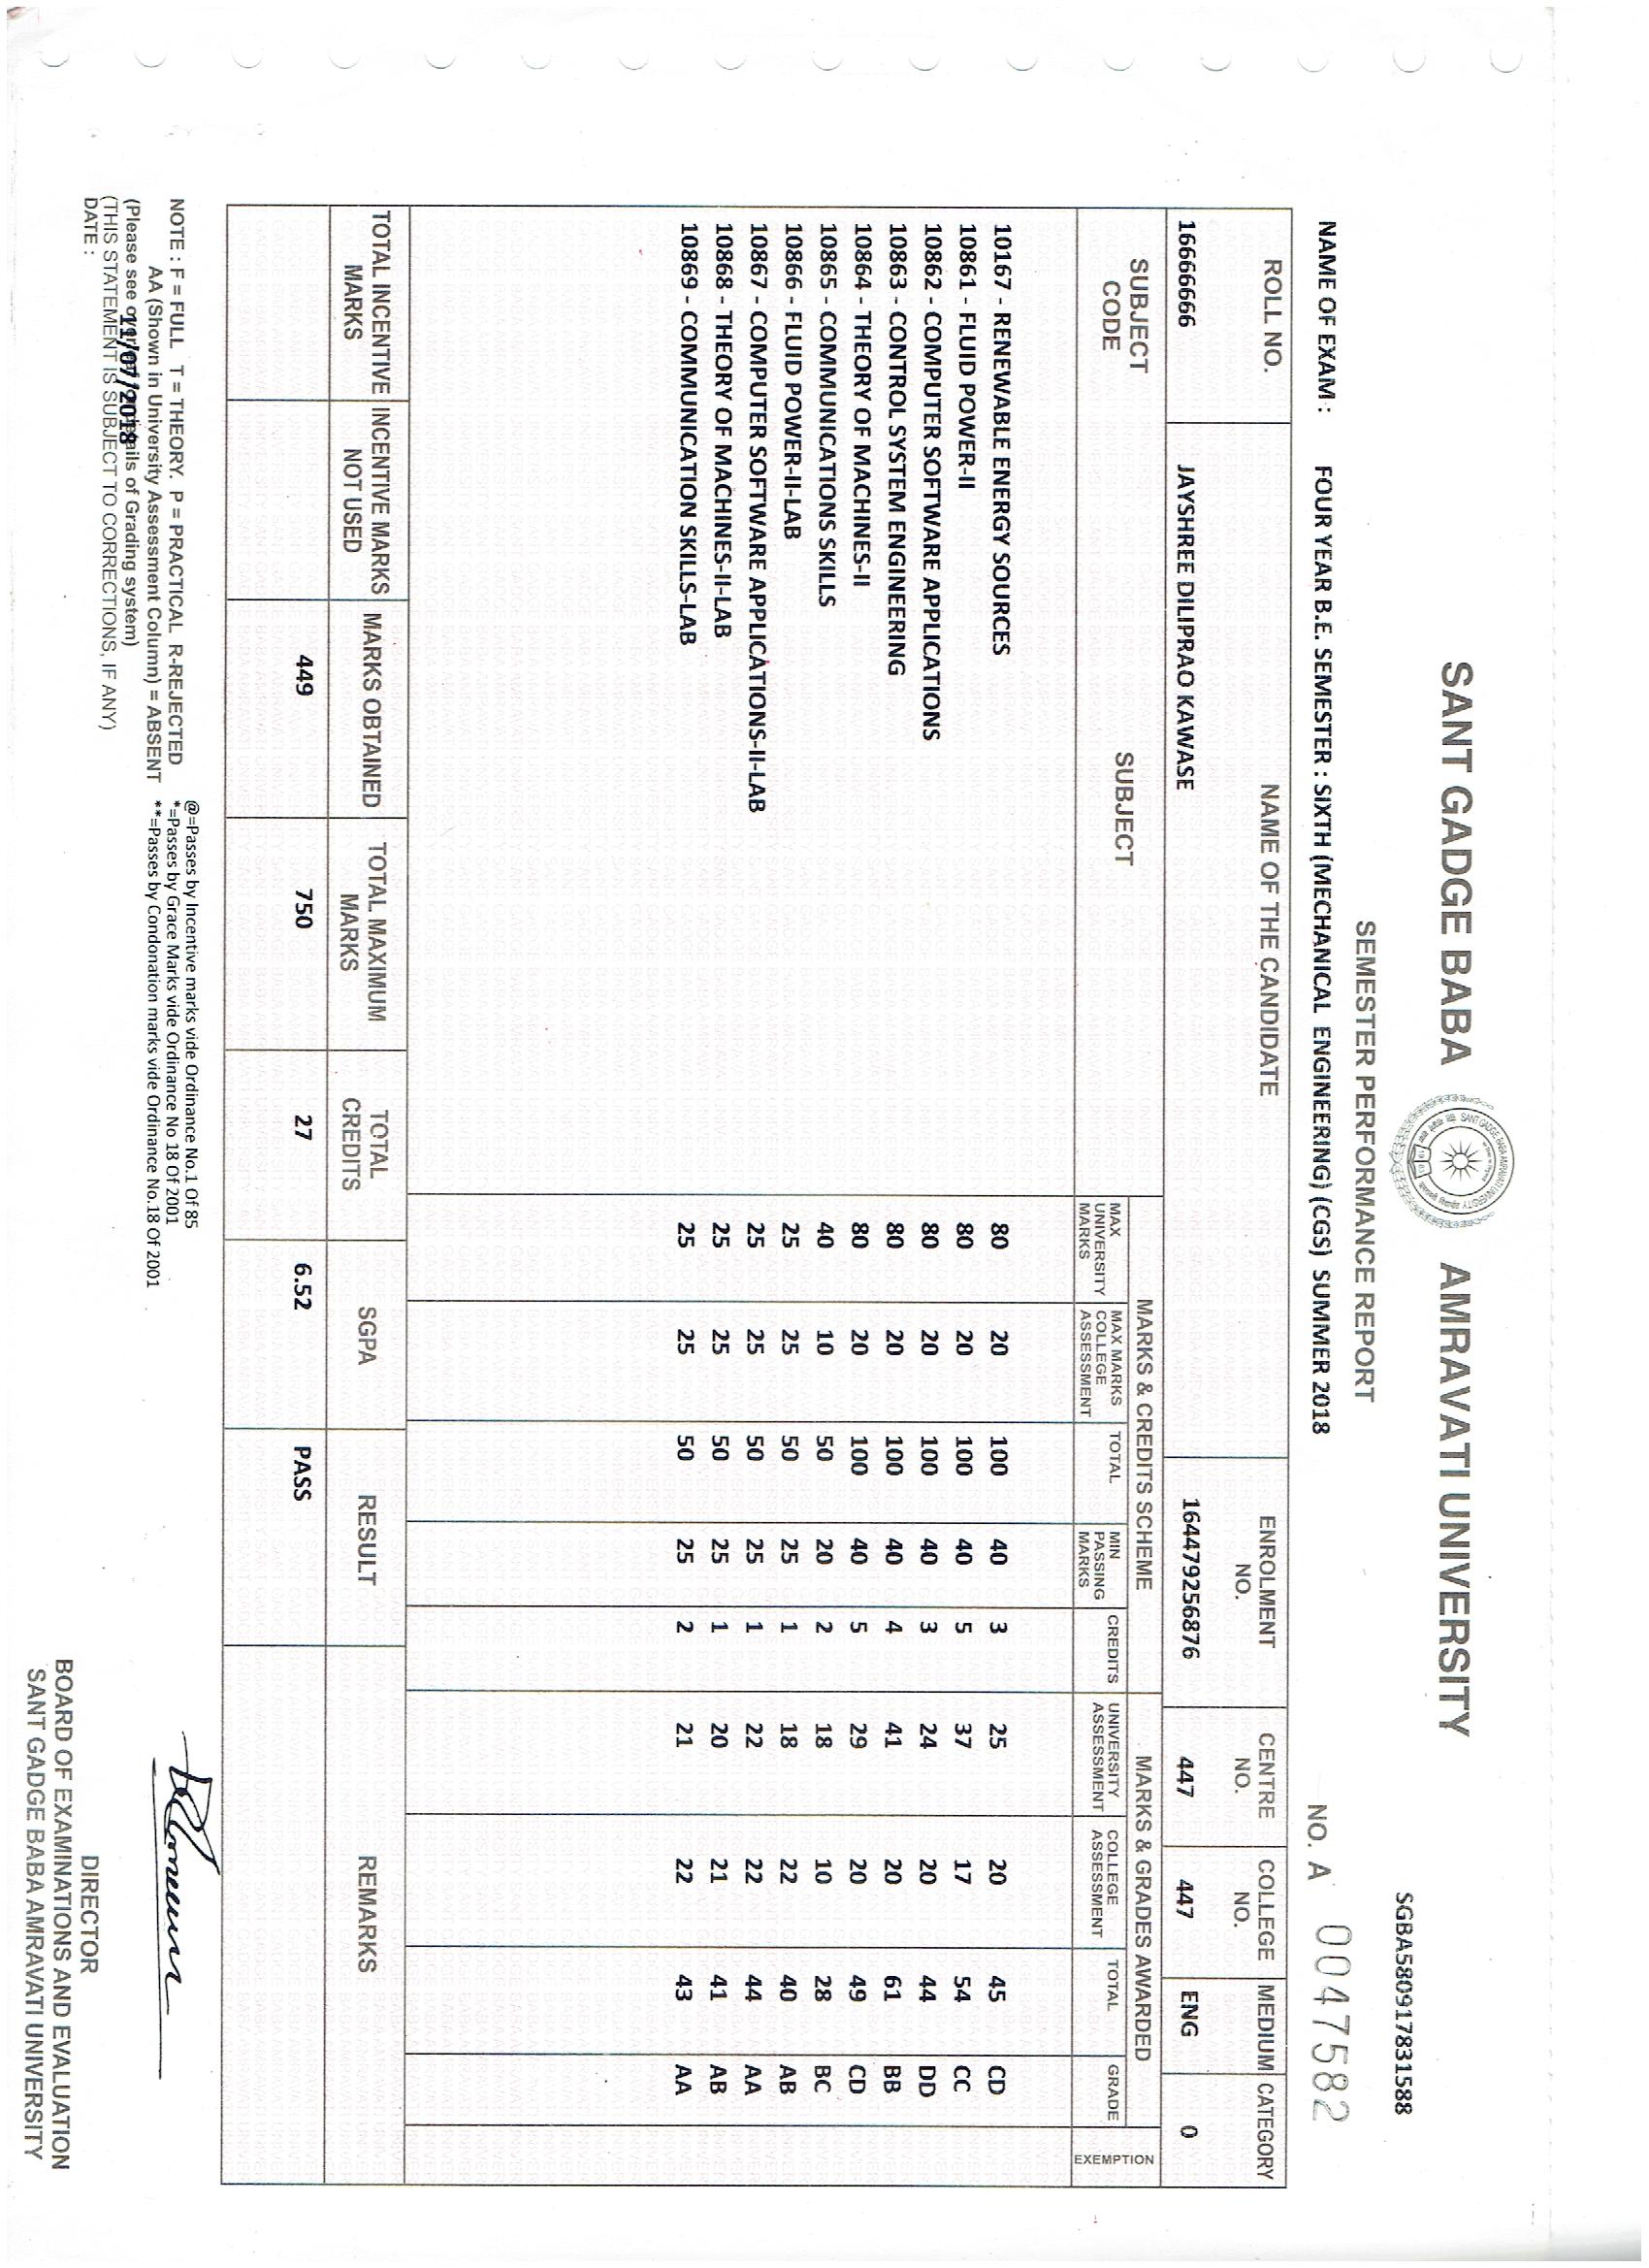 SGBA580917831588
SANT GADGE BABA AMRAVATI UNIVERSITY
SEMESTER PERFORMANCE REPORT
NO. A 0047582
NAME OF EXAM : FOUR YEAR B.E. SEMESTER : SIXTH (MECHANICAL ENGINEERING) (CGS) SUMMER 2018
ROLL NO. NAME OF THE CANDIDATE ENROLMENT NO. CENTRE NO. COLLEGE NO. MEDIUM CATEGORY
16666666 JAYSHREE DILIPRAO KAWASE 164479256876 447 447 ENG 0
SUBJECT CODE SUBJECT MARKS & CREDITS SCHEME MARKS & GRADES AWARDED EXEMPTION
MAX UNIVERSITY MARKS MAX MARKS COLLEGE ASSESSMENT TOTAL MIN PASSING MARKS CREDITS UNIVERSITY ASSESSMENT COLLEGE ASSESSMENT TOTAL GRADE
10167 - RENEWABLE ENERGY SOURCES 80 20 100 40 3 25 20 45 CD
10861 - FLUID POWER-II 80 20 100 40 5 37 17 54 CC
10862 - COMPUTER SOFTWARE APPLICATIONS 80 20 100 40 3 24 20 44 DD
10863 - CONTROL SYSTEM ENGINEERING 80 20 100 40 4 41 20 61 BB
10864 - THEORY OF MACHINES-II 80 20 100 40 5 29 20 49 CD
10865 - COMMUNICATIONS SKILLS 40 10 50 20 2 18 10 28 BC
10866 - FLUID POWER-II-LAB 25 25 50 25 1 18 22 40 AB
10867 - COMPUTER SOFTWARE APPLICATIONS-II-LAB 25 25 50 25 1 22 22 44 AA
10868 - THEORY OF MACHINES-II-LAB 25 25 50 25 1 20 21 41 AB
10869 - COMMUNICATION SKILLS-LAB 25 25 50 25 2 21 22 43 AA
TOTAL INCENTIVE MARKS INCENTIVE MARKS NOT USED MARKS OBTAINED TOTAL MAXIMUM MARKS TOTAL CREDITS SGPA RESULT REMARKS
449 750 27 6.52 PASS
NOTE : F = FULL T = THEORY. P = PRACTICAL R-REJECTED
AA (Shown in University Assessment Column) = ABSENT
(Please see overleaf for details of Grading system)
(THIS STATEMENT IS SUBJECT TO CORRECTIONS, IF ANY)
DATE :
11/07/2018
@=Passes by Incentive marks vide Ordinance No.1 Of 85
*=Passes by Grace Marks vide Ordinance No 18 Of 2001
**=Passes by Condonation marks vide Ordinance No.18 Of 2001
DIRECTOR
BOARD OF EXAMINATIONS AND EVALUATION
SANT GADGE BABA AMRAVATI UNIVERSITY